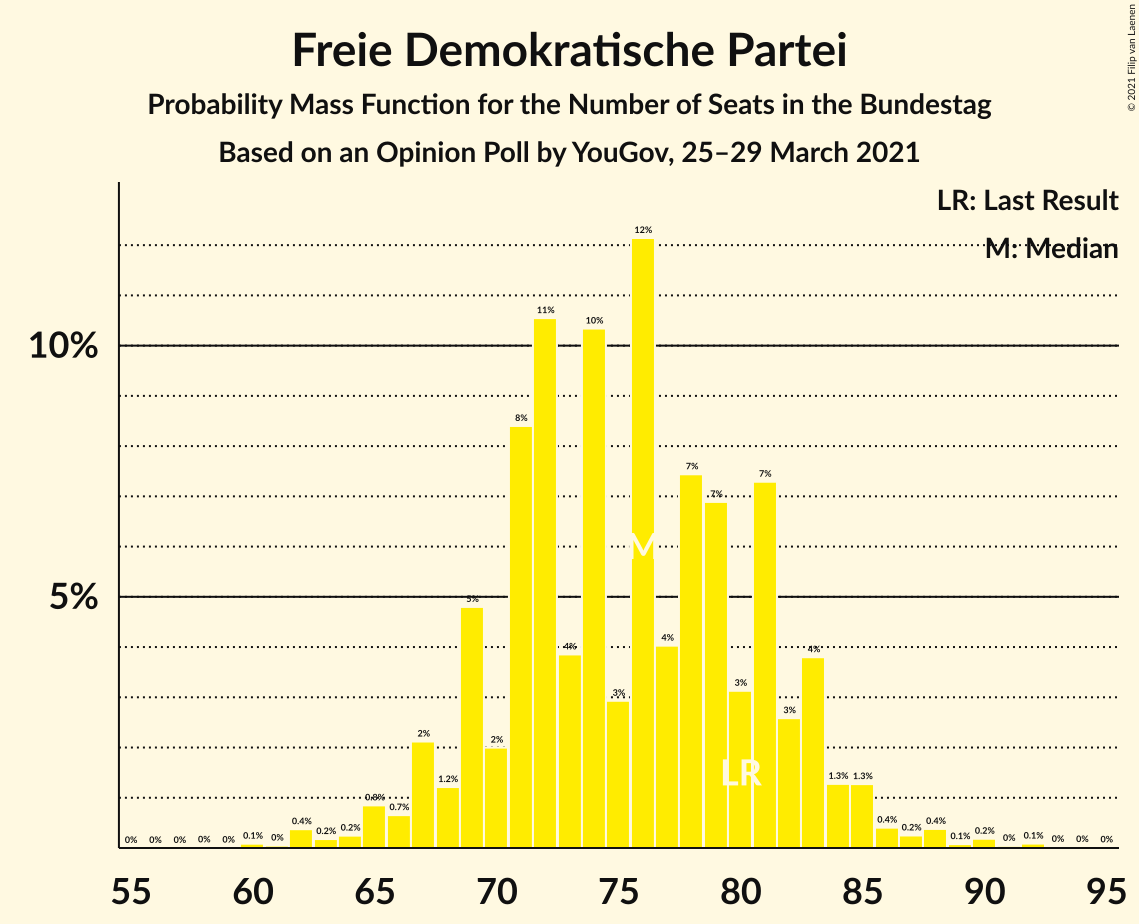 Freie Demokratische Partei
Probability Mass Function for the Number of Seats in the Bundestag
Based on an Opinion Poll by YouGov, 25–29 March 2021
© 2021 Filip van Laenen
LR: Last Result
M: Median
10%
5%
0% 0% 0% 0% 0% 0.1% 0% 0.4% 0.2% 0.2% 0.8% 0.7% 2% 1.2% 5% 2% 8% 11% 4% 10% 3% 12% 4% 7% 7% 3% 7% 3% 4% 1.3% 1.3% 0.4% 0.2% 0.4% 0.1% 0.2% 0% 0.1% 0% 0% 0%
M
LR
55 60 65 70 75 80 85 90 95